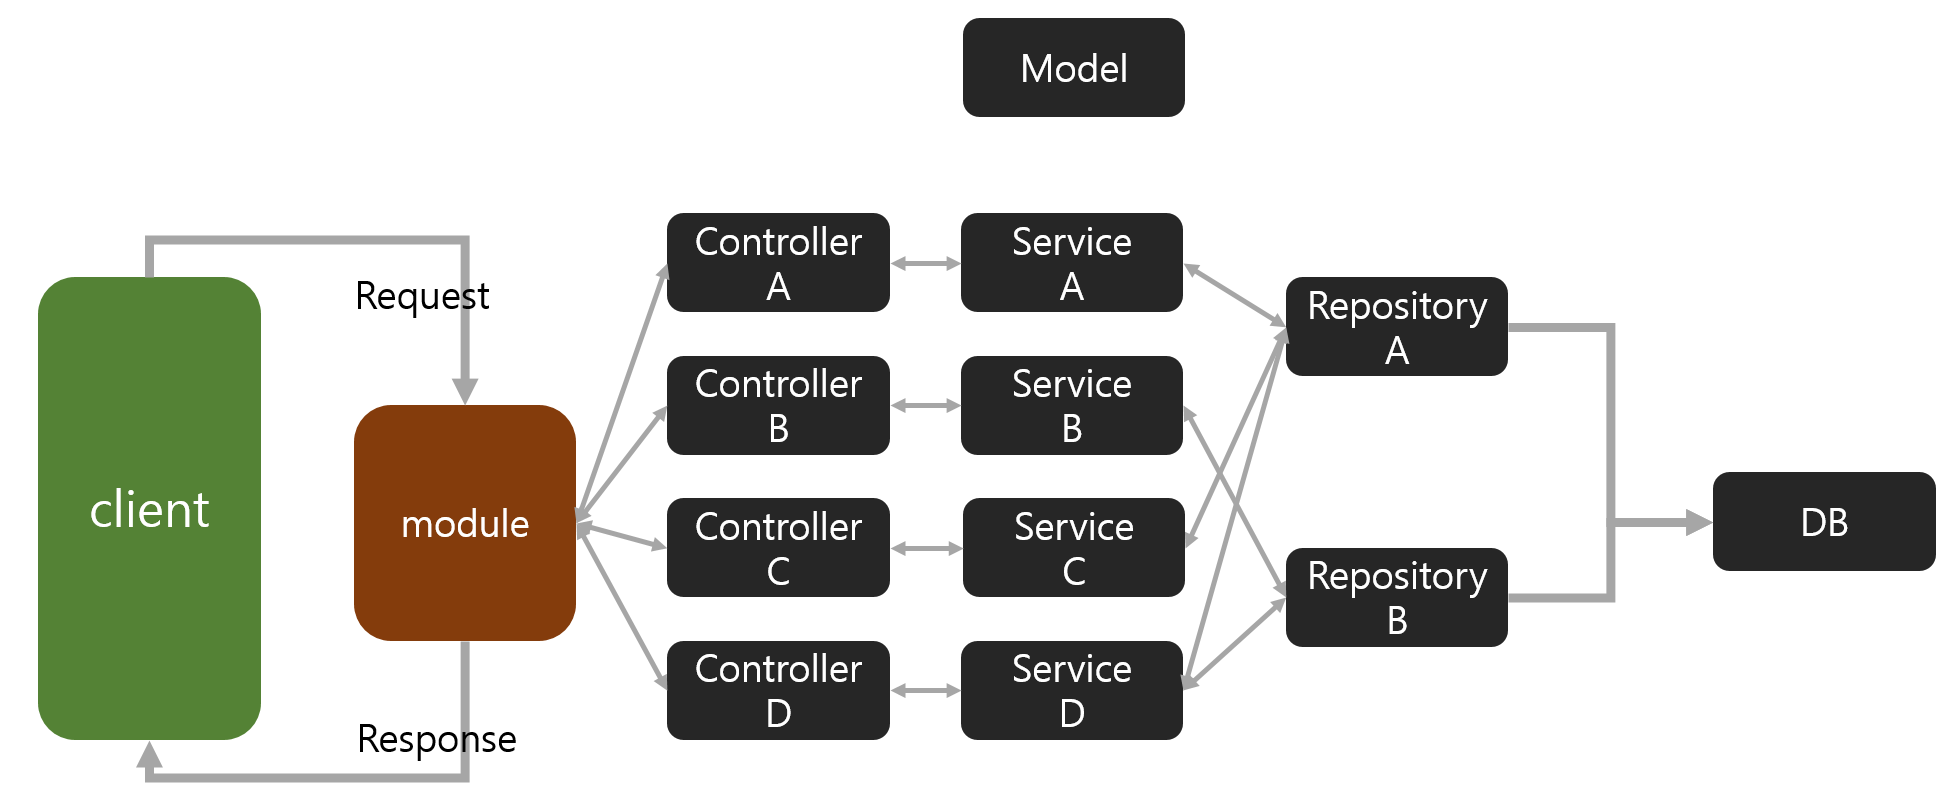 Model
Request
Response
client
module
Controller
A
Service
A
Controller
B
Service
B
Controller
C
Service
C
Controller
D
Service
D
Repository
A
Repository
B
DB